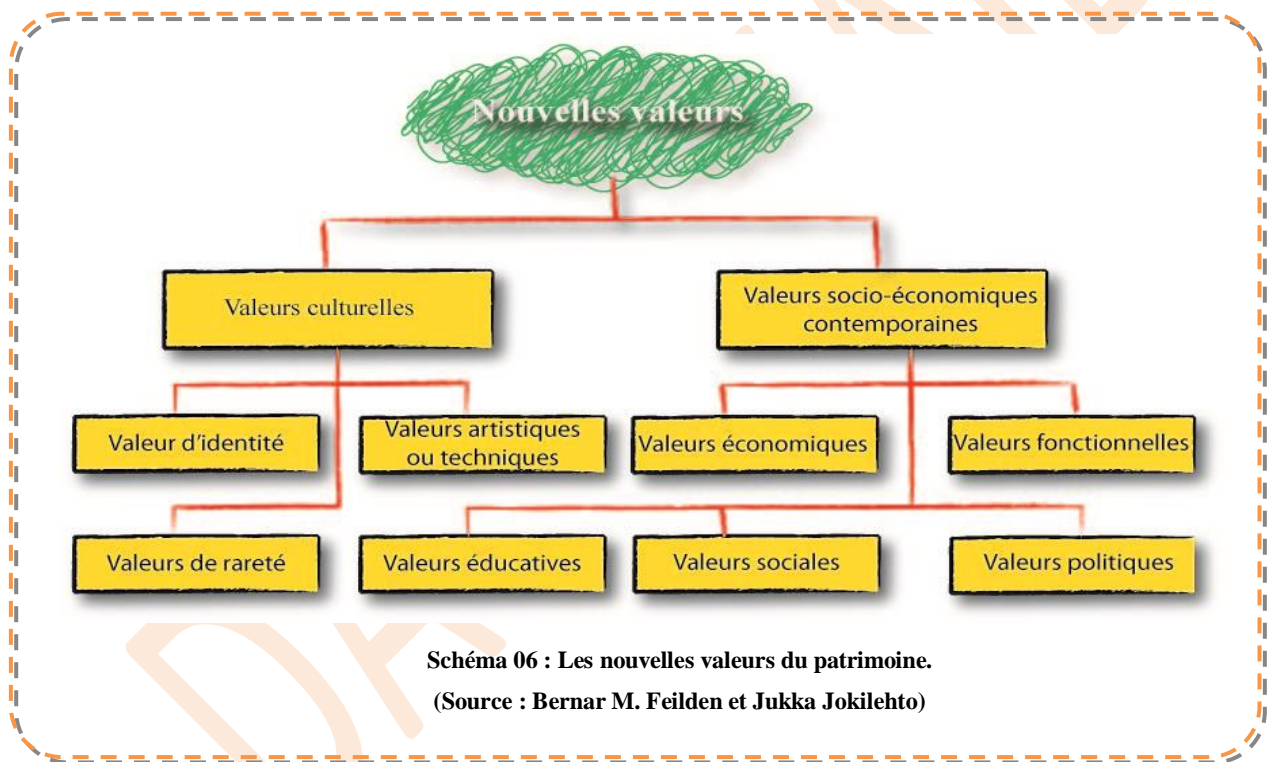 Nouvelles valeurs
Valeurs culturelles
Valeurs socio-économiques
contemporaines
Valeur d'identité
Valeurs artistiques
ou techniques
Valeurs économiques
Valeurs fonctionnelles
Valeurs de rareté
Valeurs éducatives
Valeurs sociales
Valeurs politiques
Schéma 06 : Les nouvelles valeurs du patrimoine.
(Source : Bernar M. Feilden et Jukka Jokilehto)